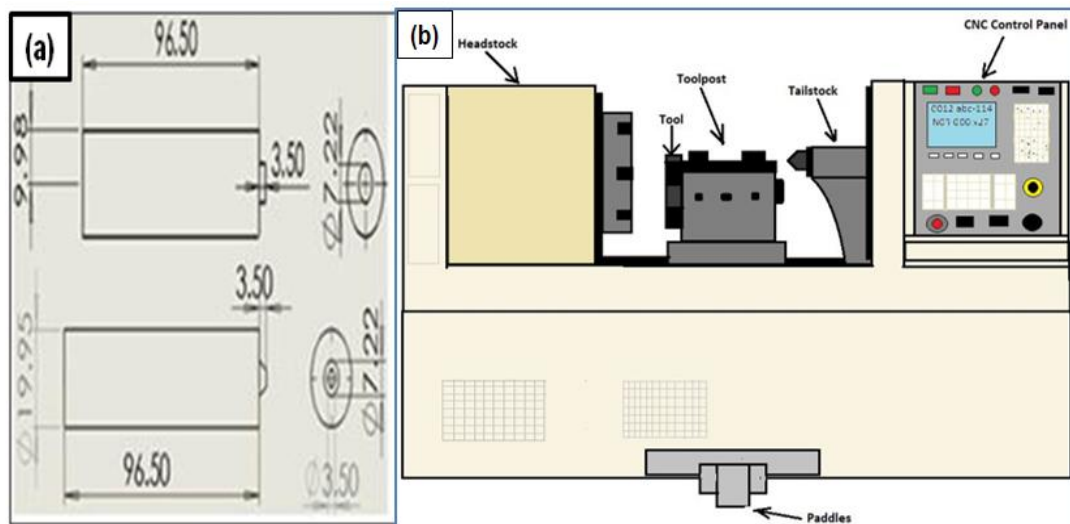 (a)
96.50
9.98
3.50
Ø7.22
3.50
Ø19.95
Ø7.22
96.50
Ø3.50
(b)
Headstock
Toolpost
Tool
Tailstock
CNC Control Panel
Paddles